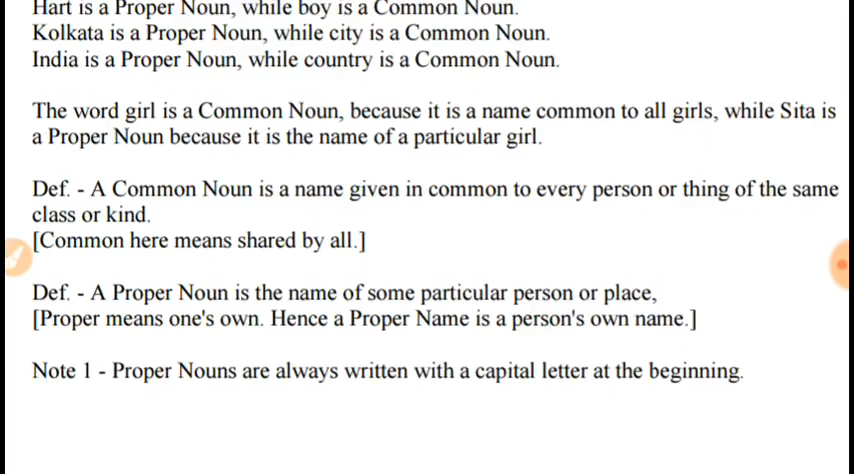 Hart is a Proper Noun, while boy is a Common Noun.
Kolkata is a Proper Noun, while city is a Common Noun.
India is a Proper Noun, while country is a Common Noun.
The word girl is a Common Noun, because it is a name common to all girls, while Sita is
a Proper Noun because it is the name of a particular girl.
Def. - A Common Noun is a name given in common to every person or thing of the same
class or kind.
[Common here means shared by all.]
Def. - A Proper Noun is the name of some particular person or place,
[Proper means one's own. Hence a Proper Name is a person's own name.]
Note 1 - Proper Nouns are always written with a capital letter at the beginning.